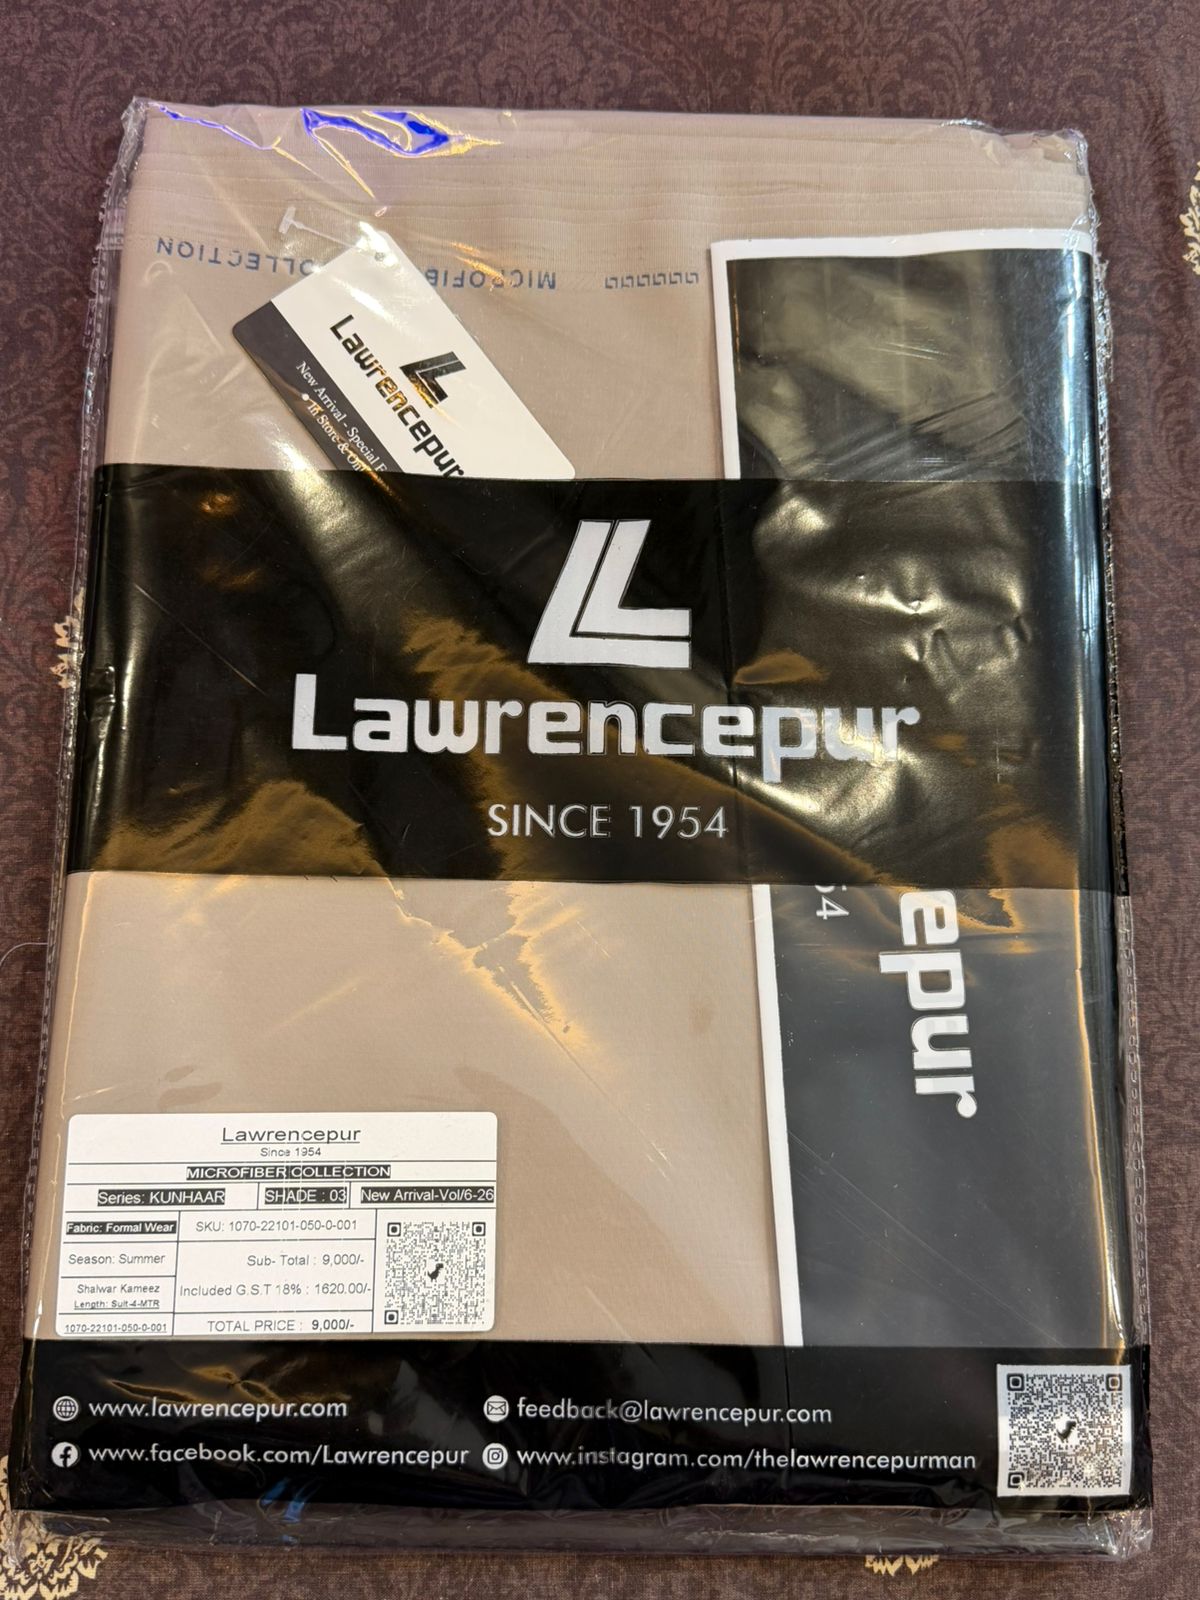 MICROFIBER COLLECTION
Lawrencepur
New Arrival - Special
• In Store &
Lawrencepur
SINCE 1954
54
epur
Lawrencepur
Since 1954
MICROFIBER COLLECTION
Series: KUNHAAR SHADE : 03 New Arrival-Vol/6-26
Fabric: Formal Wear SKU: 1070-22101-050-0-001
Season: Summer Sub- Total : 9,000/-
Shalwar Kameez Included G.S.T 18% : 1620.00/-
Length: Suit-4-MTR
1070-22101-050-0-001 TOTAL PRICE : 9,000/-
www.lawrencepur.com feedback@lawrencepur.com
www.facebook.com/Lawrencepur www.instagram.com/thelawrencepurman